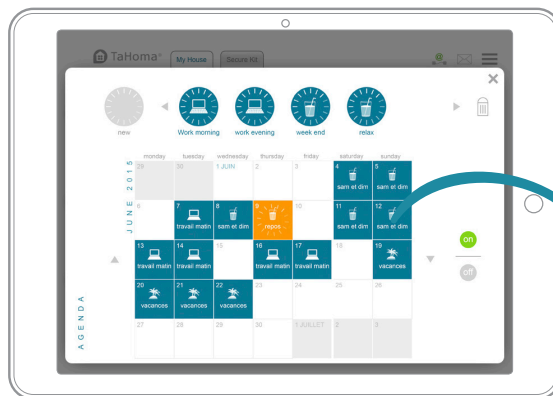 TaHoma®
My House
Secure Kit
new
Work morning
work evening
week end
relax
JUNE 2015
AGENDA
monday tuesday wednesday thursday friday saturday sunday
29 30 1 JUIN 2 3 4 5
sam et dim sam et dim
6 7 8 9 10 11 12
travail matin sam et dim repos sam et dim sam et dim
13 14 15 16 17 18 19
travail matin travail matin travail matin travail matin vacances
20 21 22 23 24 25 26
vacances vacances vacances
27 28 29 30 1 JUILLET 2 3
on
off